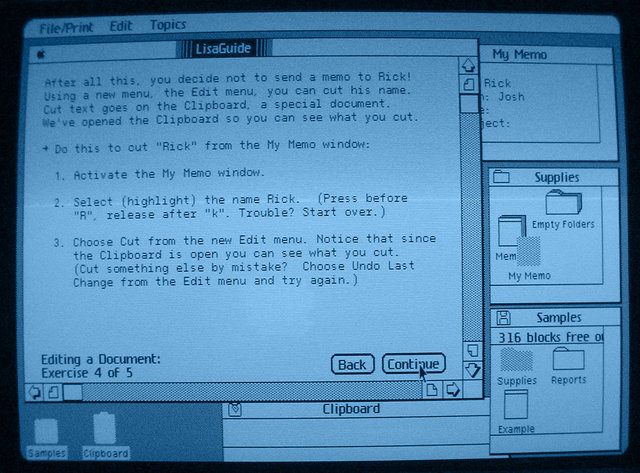 File/Print Edit Topics
LisaGuide
After all this, you decide not to send a memo to Rick!
Using a new menu, the Edit menu, you can cut his name.
Cut text goes on the Clipboard, a special document.
We've opened the Clipboard so you can see what you cut.
→ Do this to cut "Rick" from the My Memo window:
1. Activate the My Memo window.
2. Select (highlight) the name Rick. (Press before
"R", release after "k". Trouble? Start over.)
3. Choose Cut from the new Edit menu. Notice that since
the Clipboard is open you can see what you cut.
(Cut something else by mistake? Choose Undo Last
Change from the Edit menu and try again.)
Editing a Document:
Exercise 4 of 5
Back
Continue
My Memo
Rick
: Josh
e:
ect:
Supplies
Empty Folders
Mem
My Memo
Samples
316 blocks free o
Supplies
Reports
Example
Clipboard
Samples
Clipboard